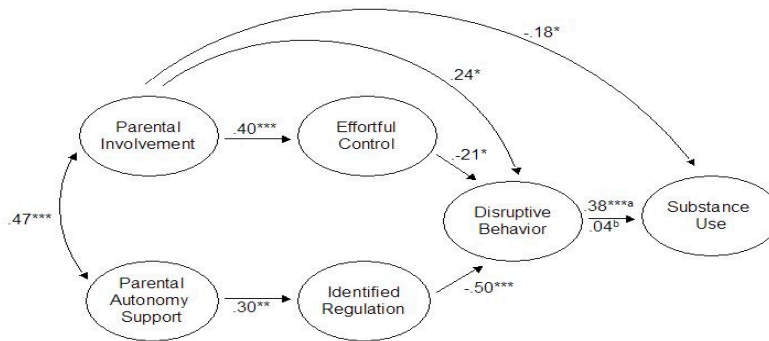 -.18*
.24*
Parental
Involvement
.40***
Effortful
Control
.-21*
.47***
Disruptive
Behavior
.38***a
.04b
Substance
Use
Parental
Autonomy
Support
.30**
Identified
Regulation
-.50***